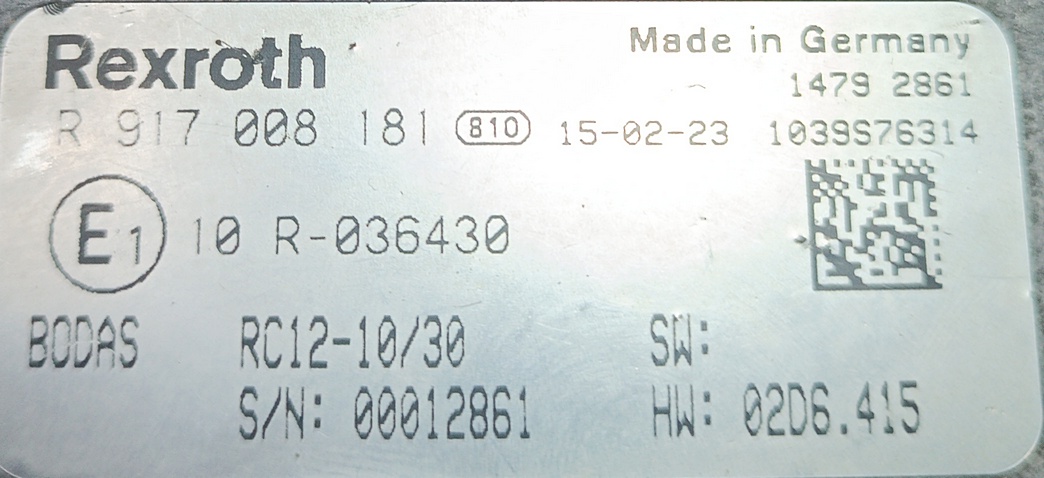 Rexroth Made in Germany
1479 2861
R 917 008 181 810 15-02-23 1039S76314
E1 10 R-036430
BODAS RC12-10/30 SW:
S/N: 00012861 HW: 02D6.415